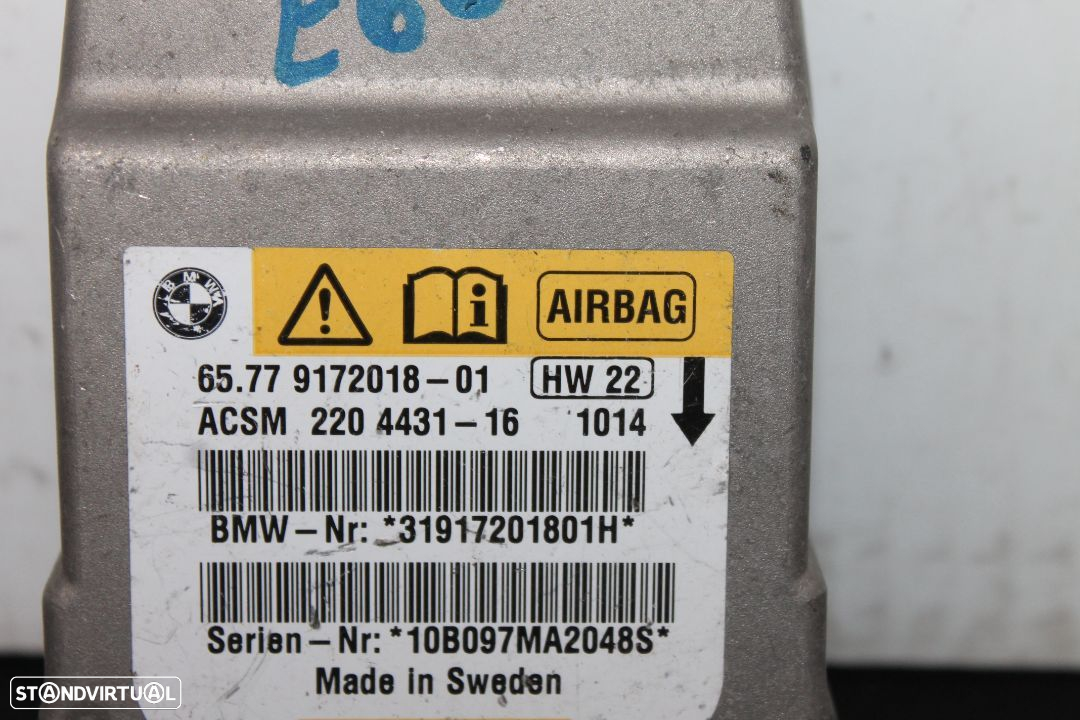 BMW
AIRBAG
65.77 9172018-01 HW 22
ACSM 220 4431-16 1014
BMW-Nr: *31917201801H*
Serien-Nr: *10B097MA2048S*
Made in Sweden
STANDVIRTUAL